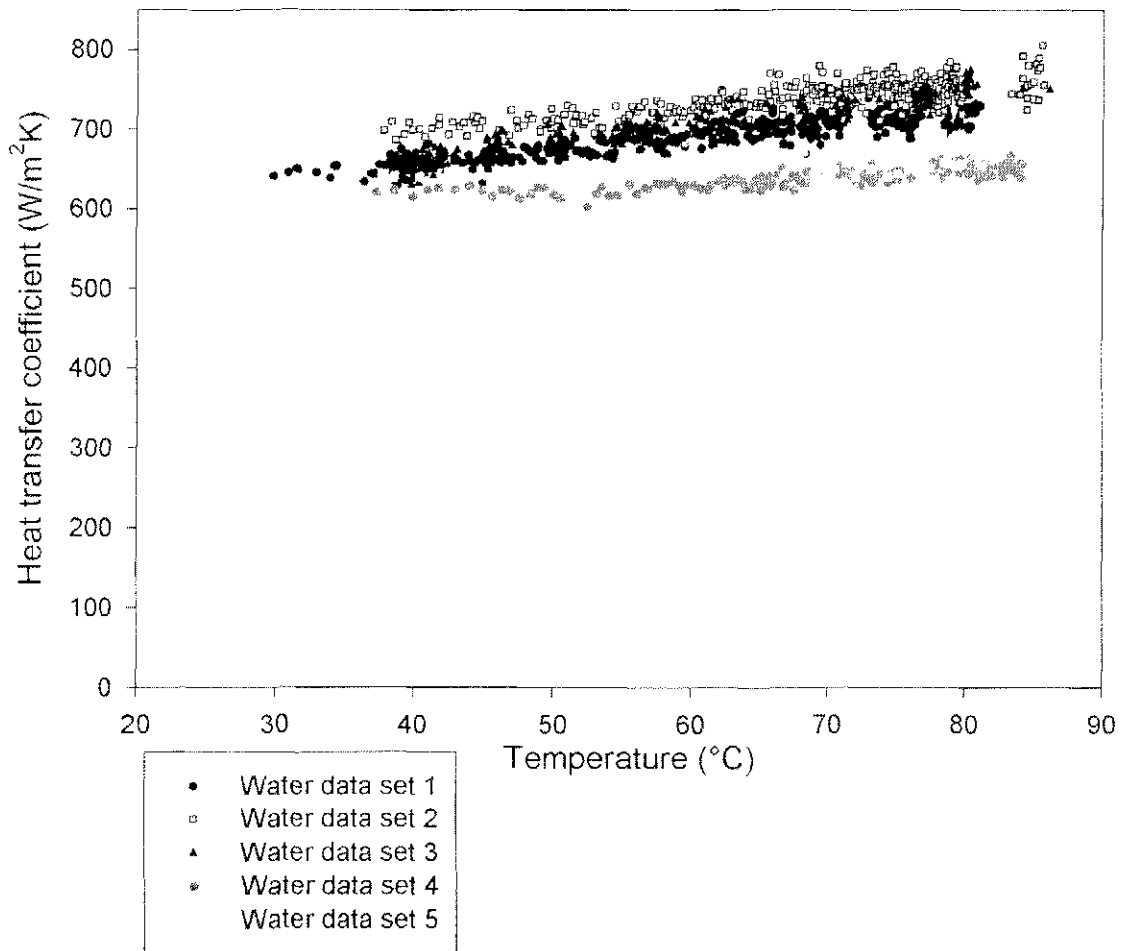 Heat transfer coefficient (W/m²K)
800
700
600
500
400
300
200
100
0
20 30 40 50 60 70 80 90
Temperature (°C)
Water data set 1
Water data set 2
Water data set 3
Water data set 4
Water data set 5